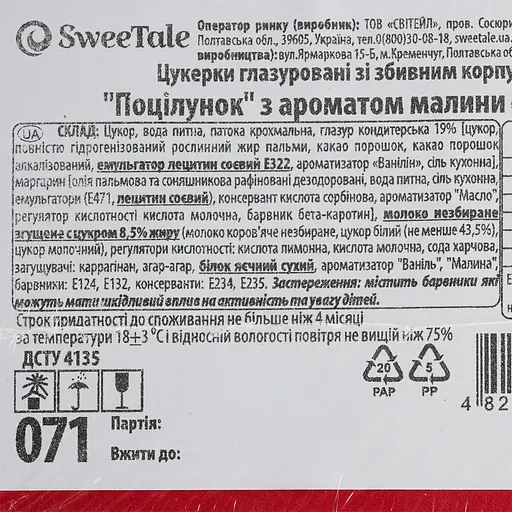 SweeTale
Оператор ринку (виробник): ТОВ «СВІТЕЙЛ», пров. Сосюри
Полтавська обл., 39605, Україна, тел.0(800)30-08-18, sweetale.ua.
виробництва): вул.Ярмаркова 15-Б, м.Кременчук, Полтавська об
Цукерки глазуровані зі збивним корпу
"Поцілунок" з ароматом малини
UA СКЛАД: Цукор, вода питна, патока крохмальна, глазур кондитерська 19% [цукор,
повністю гідрогенізований рослинний жир пальми, какао порошок, какао порошок
алкалізований, емульгатор лецитин соєвий Е322, ароматизатор «Ванілін», сіль кухонна],
маргарин [олія пальмова та соняшникова рафіновані дезодоровані, вода питна, сіль кухонна,
емульгатори (Е471, лецитин соєвий), консервант кислота сорбінова, ароматизатор "Масло"
регулятор кислотності кислота молочна, барвник бета-каротин], молоко незбиране
згущене с цукром 8,5% жиру (молоко коров'яче незбиране, цукор білий (не менше 43,5%),
цукор молочний), регулятори кислотності: кислота лимонна, кислота молочна, сода харчова,
загущувачі: каррагінан, агар-агар, білок яєчний сухий, ароматизатор "Ваніль", "Малина"
барвники: Е124, Е132, консерванти: Е234, Е235. Застереження: містить барвники які
можуть мати шкідливий вплив на активність та увагу дітей.
Строк придатності до споживання не більше ніж 4 місяці
за температури 18±3 °С і відносній вологості повітря не вищій ніж 75%
ДСТУ 4135
20
PAP
5
PP
4 82
071
Партія:
Вжити до: